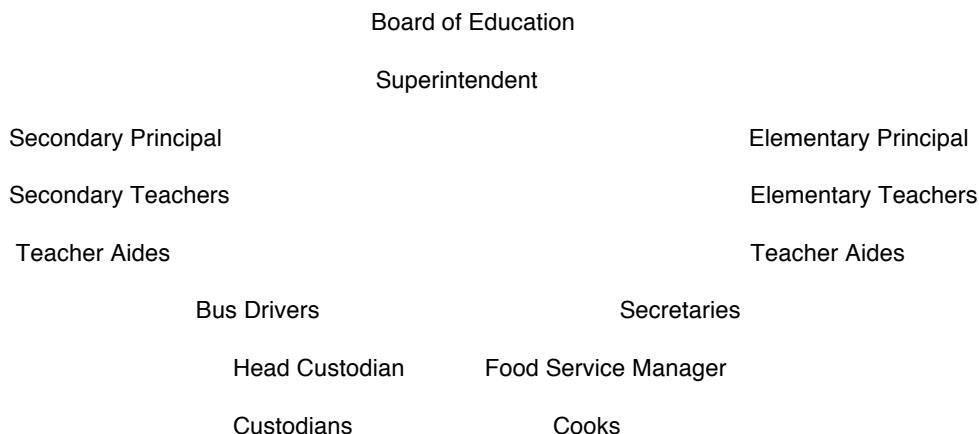 Board of Education
Superintendent
Secondary Principal Elementary Principal
Secondary Teachers Elementary Teachers
Teacher Aides Teacher Aides
Bus Drivers Secretaries
Head Custodian Food Service Manager
Custodians Cooks